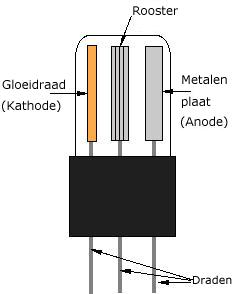 Rooster
Gloeidraad
(Kathode)
Metalen
plaat
(Anode)
Draden